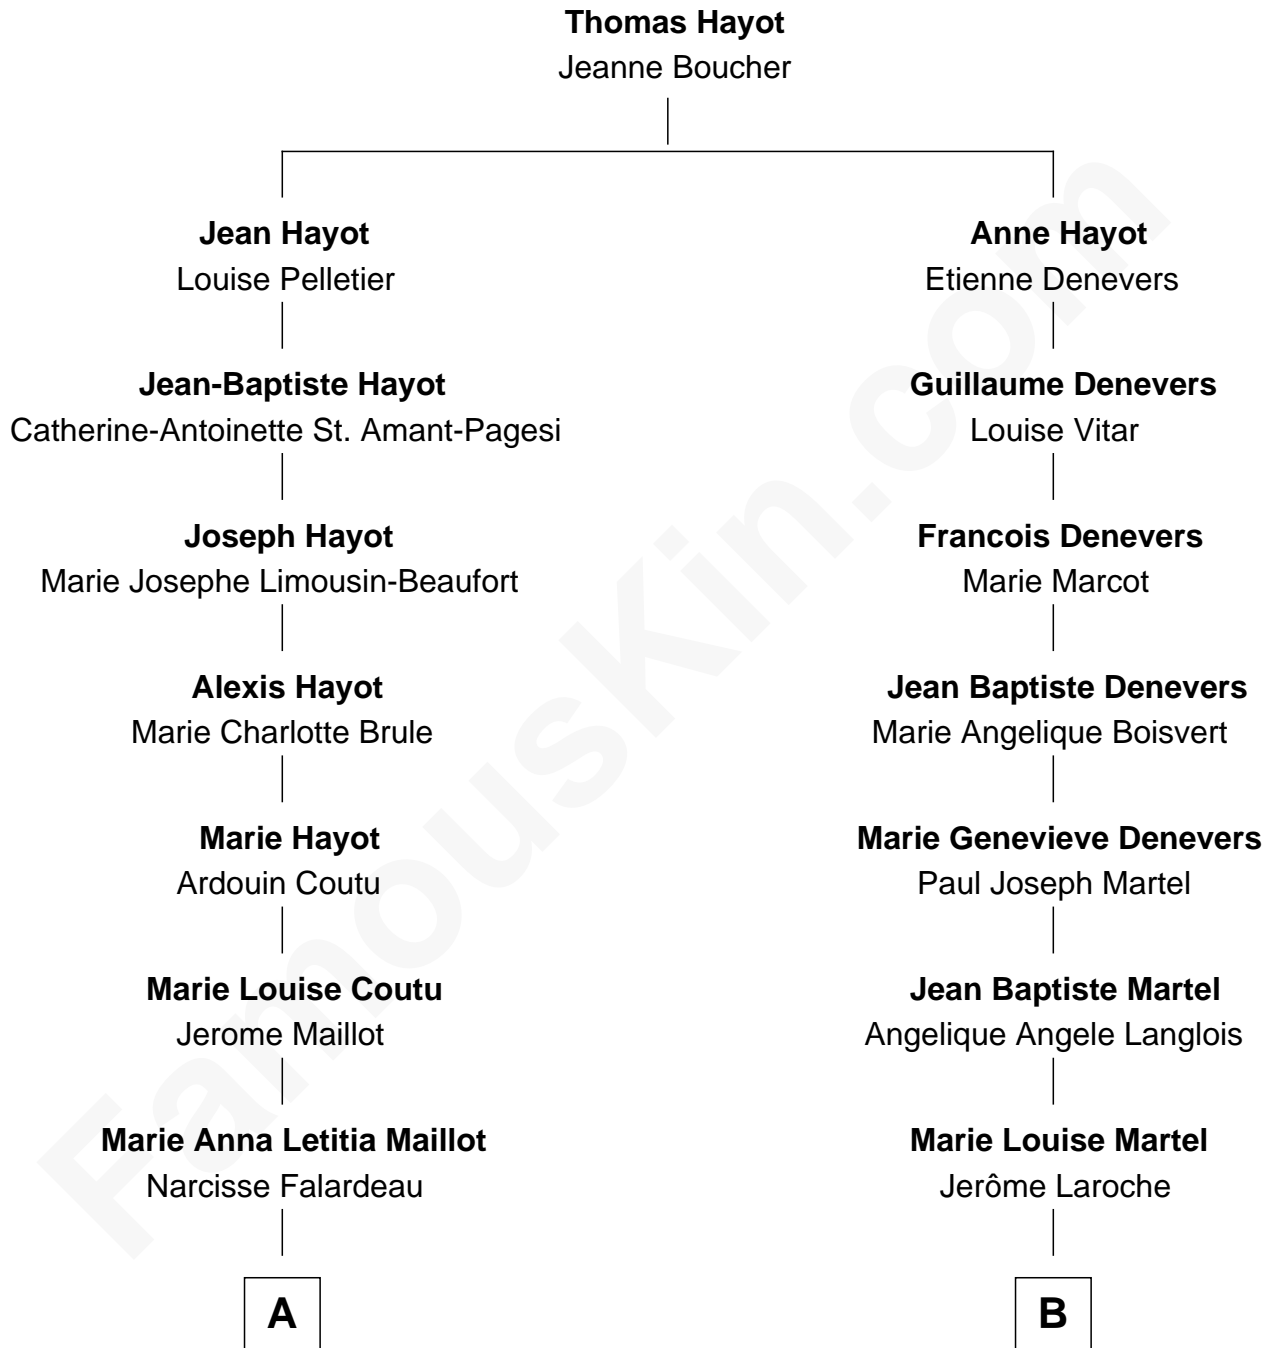 Thomas Hayot
Jeanne Boucher
Jean Hayot
Louise Pelletier
Anne Hayot
Etienne Denevers
Jean-Baptiste Hayot
Catherine-Antoinette St. Amant-Pagesi
Guillaume Denevers
Louise Vitar
Joseph Hayot
Marie Josephe Limousin-Beaufort
Francois Denevers
Marie Marcot
Alexis Hayot
Marie Charlotte Brule
Jean Baptiste Denevers
Marie Angelique Boisvert
Marie Hayot
Ardouin Coutu
Marie Genevieve Denevers
Paul Joseph Martel
Marie Louise Coutu
Jerome Maillot
Jean Baptiste Martel
Angelique Angele Langlois
Marie Anna Letitia Maillot
Narcisse Falardeau
Marie Louise Martel
Jerôme Laroche
A
B
FamousKin.com